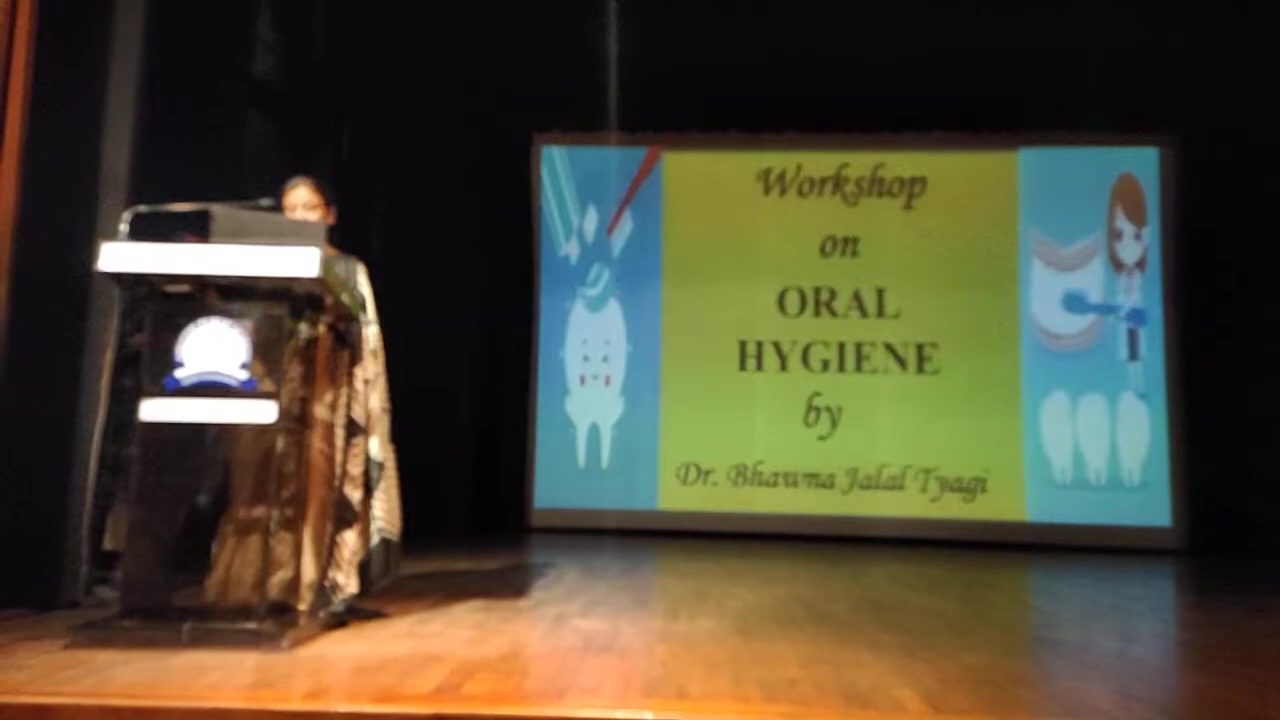 Workshop
on
ORAL
HYGIENE
by
Dr. Bhawna Jalal Tyagi